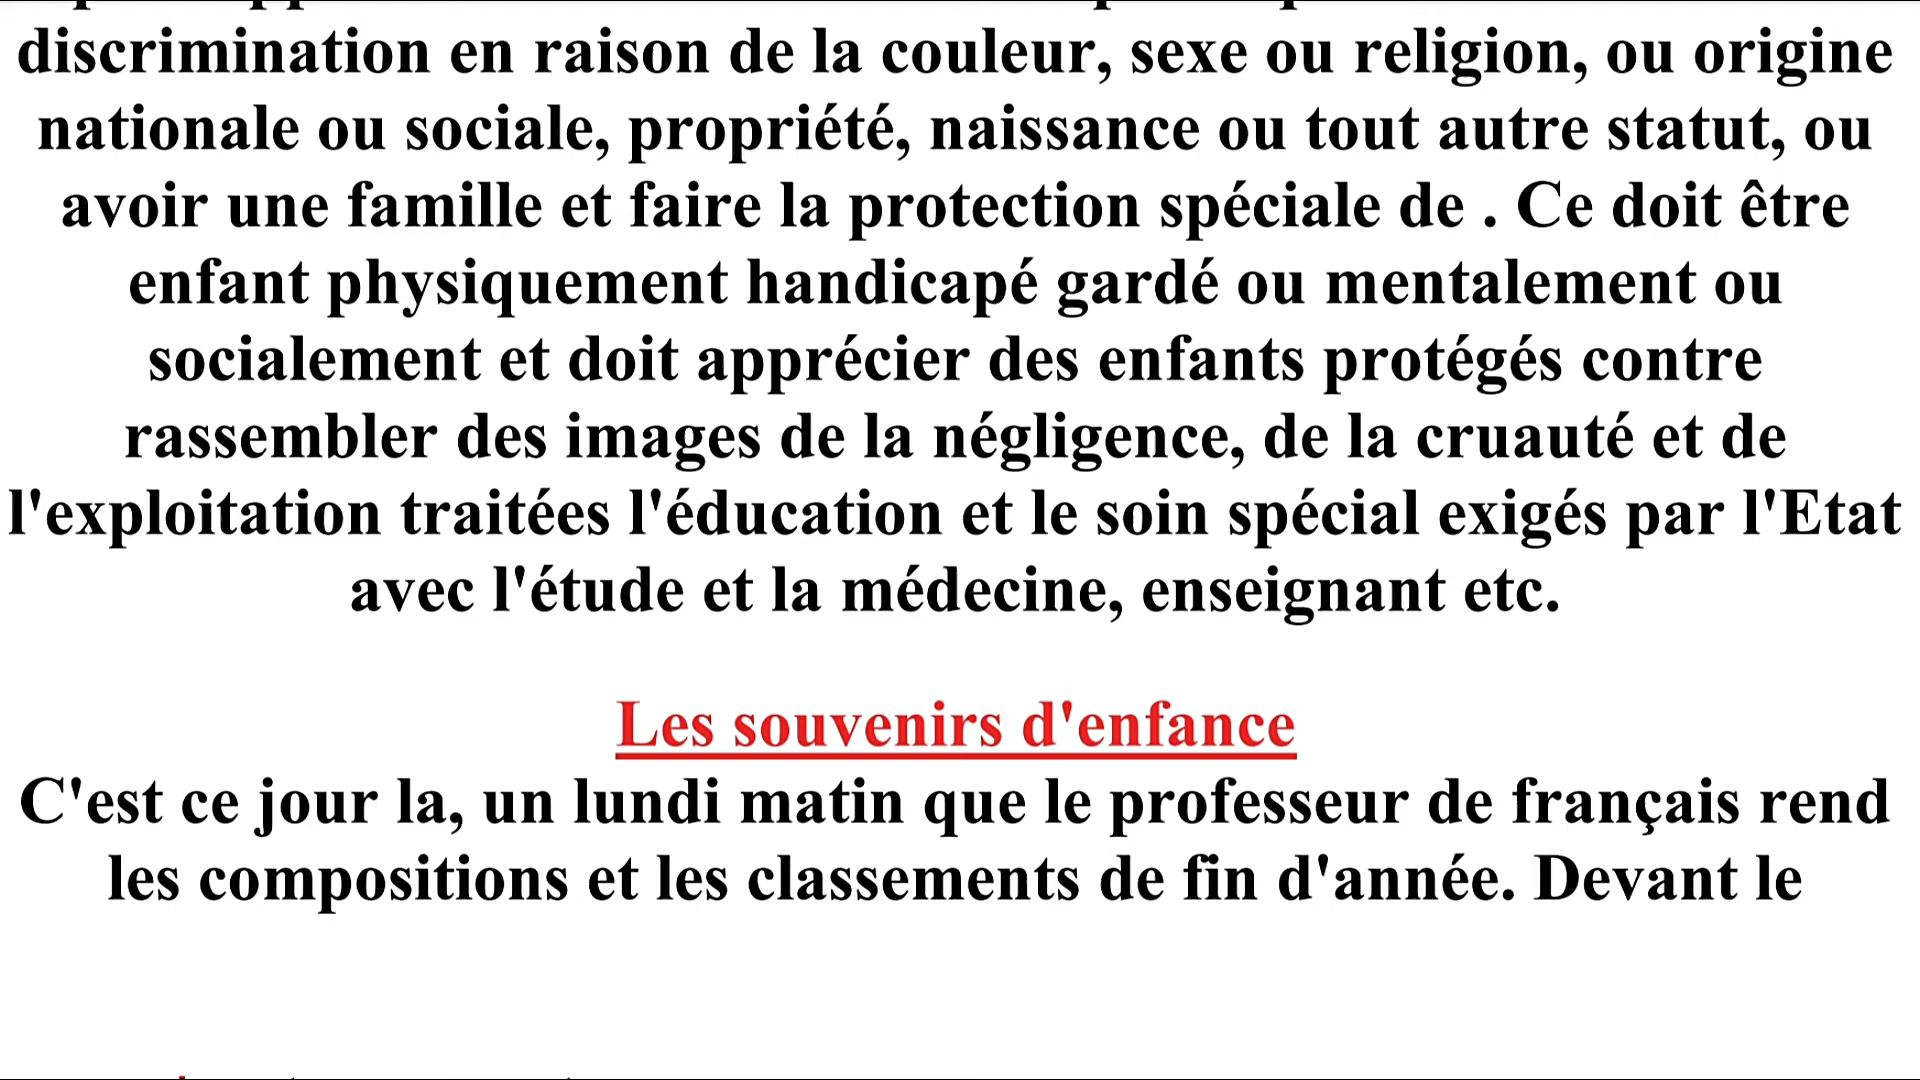 discrimination en raison de la couleur, sexe ou religion, ou origine
nationale ou sociale, propriété, naissance ou tout autre statut, ou
avoir une famille et faire la protection spéciale de . Ce doit être
enfant physiquement handicapé gardé ou mentalement ou
socialement et doit apprécier des enfants protégés contre
rassembler des images de la négligence, de la cruauté et de
l'exploitation traitées l'éducation et le soin spécial exigés par l'Etat
avec l'étude et la médecine, enseignant etc.
Les souvenirs d'enfance
C'est ce jour la, un lundi matin que le professeur de français rend
les compositions et les classements de fin d'année. Devant le